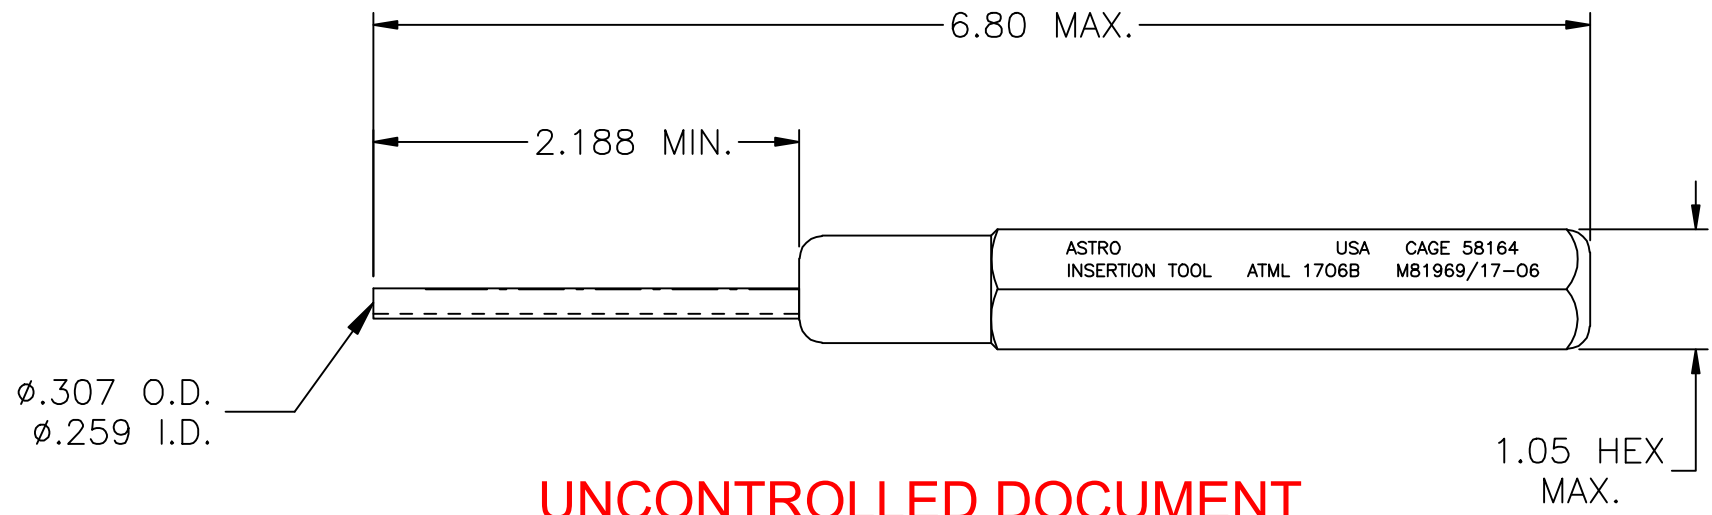 6.80 MAX.
2.188 MIN.
ASTRO USA CAGE 58164
INSERTION TOOL ATML 1706B M81969/17-06
⌀.307 O.D.
⌀.259 I.D.
1.05 HEX
MAX.
UNCONTROLLED DOCUMENT